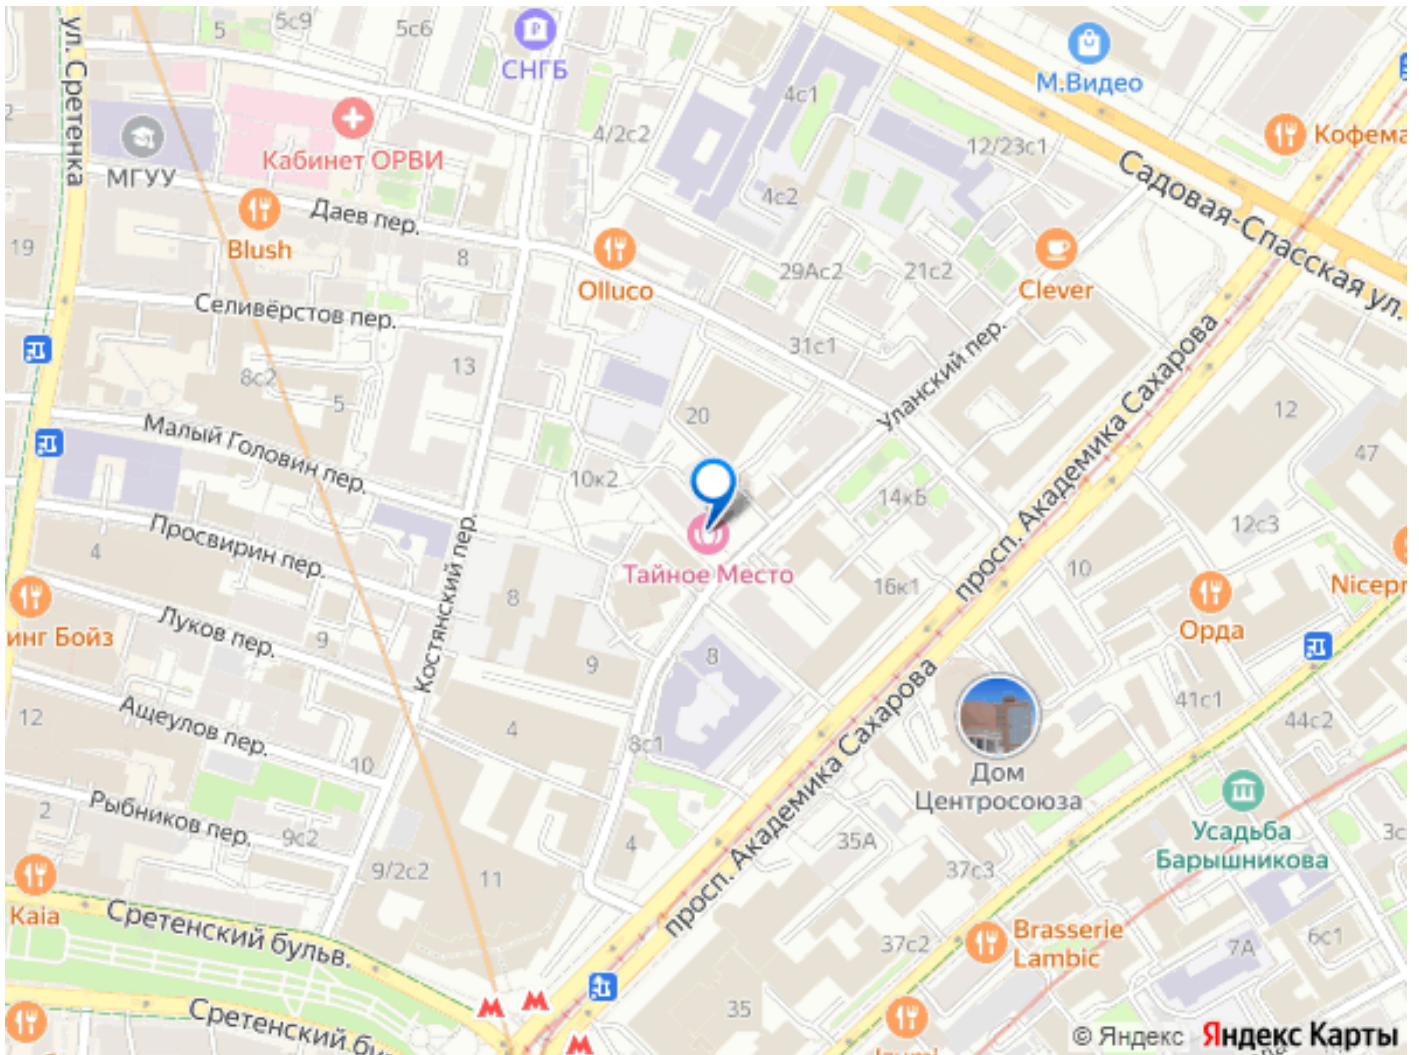 5
5с9
5с6
СНГБ
М.Видео
4с1
ул. Сретенка
Кофема
4/2с2
12/23с1
Кабинет ОРВИ
МГУУ
Садовая-Спасская ул.
4с2
Даев пер.
19
Blush
8
Olluco
29Ас2
21с2
Clever
Селивёрстов пер.
31с1
Уланский пер.
13
8с2
5
20
12
Малый Головин пер.
просп. Академика Сахарова
47
10к2
14кБ
12с3
Просвирин пер.
4
Костянский пер.
Тайное Место
10
Nicepr
8
16к1
Луков пер.
9
инг Бойз
Орда
9
8
41с1
12
Ащеулов пер.
4
8с1
44с2
просп. Академика Сахарова
10
Дом
Центросоюза
Рыбников пер.
2
9с2
4
35А
Усадьба
Барышникова
3с
37с3
9/2с2
11
Kaia
Сретенский бульв.
Brasserie
Lambic
37с2
7А
6с1
35
Сретенский бу
© Яндекс
Яндекс Карты